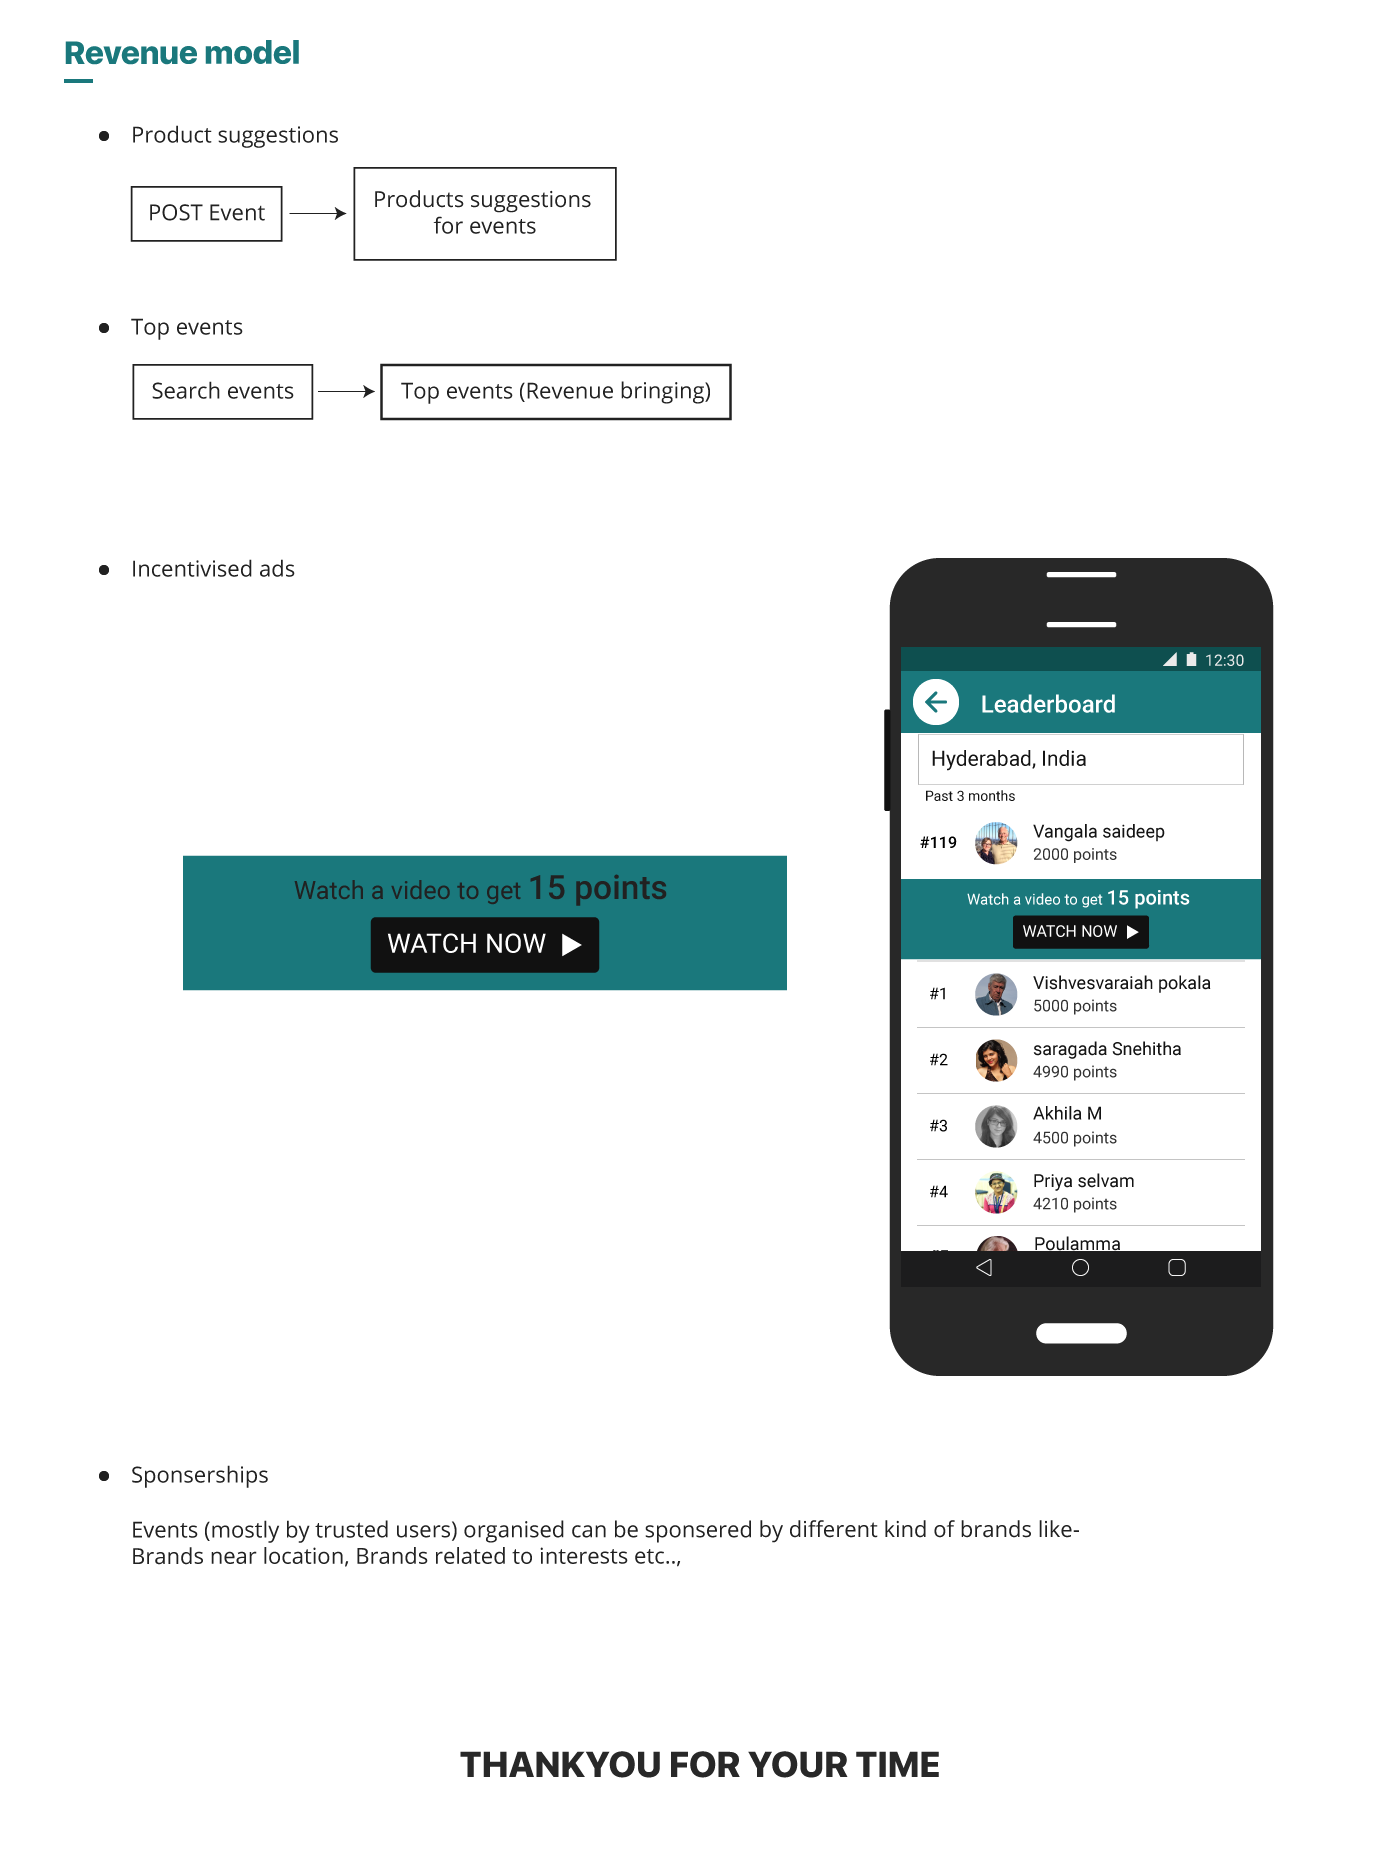 Revenue model
Product suggestions
POST Event
Products suggestions
for events
Top events
Search events
Top events (Revenue bringing)
Incentivised ads
Watch a video to get 15 points
WATCH NOW
12:30
Leaderboard
Hyderabad, India
Past 3 months
#119
Vangala saideep
2000 points
Watch a video to get 15 points
WATCH NOW
#1
Vishvesvaraiah pokala
5000 points
#2
saragada Snehitha
4990 points
#3
Akhila M
4500 points
#4
Priya selvam
4210 points
Poulamma
Sponserships
Events (mostly by trusted users) organised can be sponsered by different kind of brands like-
Brands near location, Brands related to interests etc..,
THANKYOU FOR YOUR TIME